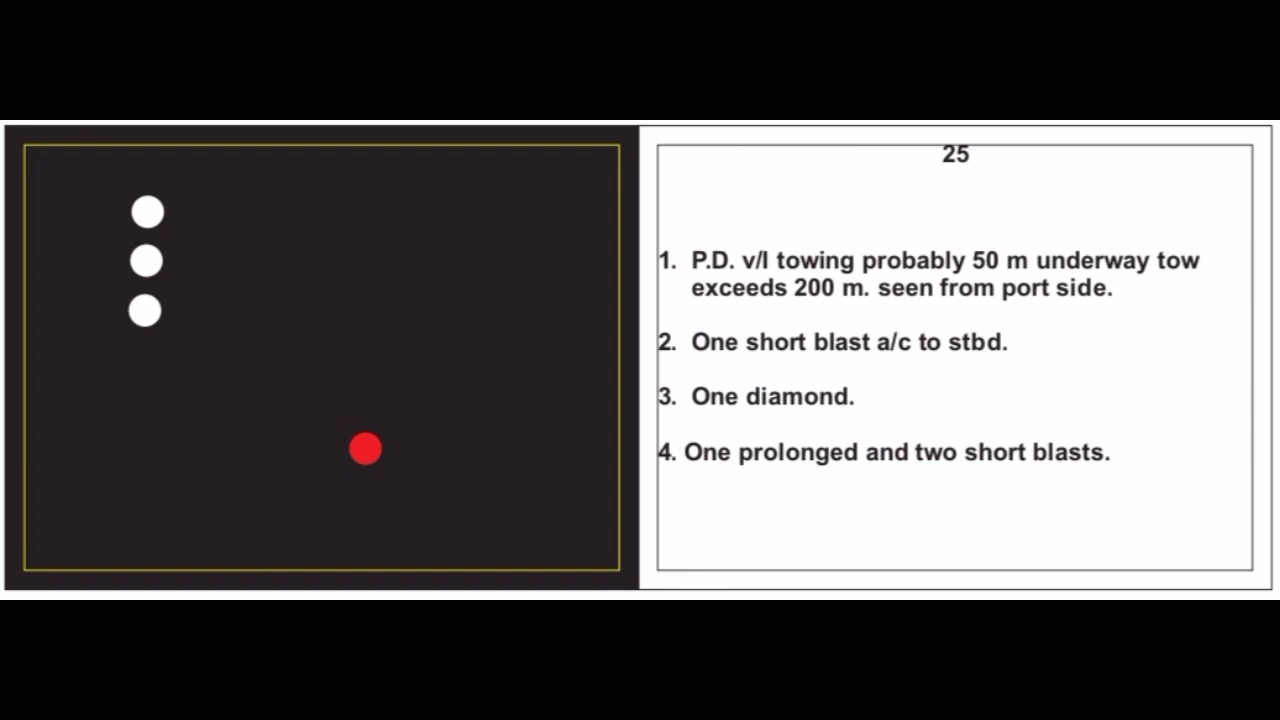 25
1. P.D. v/l towing probably 50 m underway tow
exceeds 200 m. seen from port side.
2. One short blast a/c to stbd.
3. One diamond.
4. One prolonged and two short blasts.